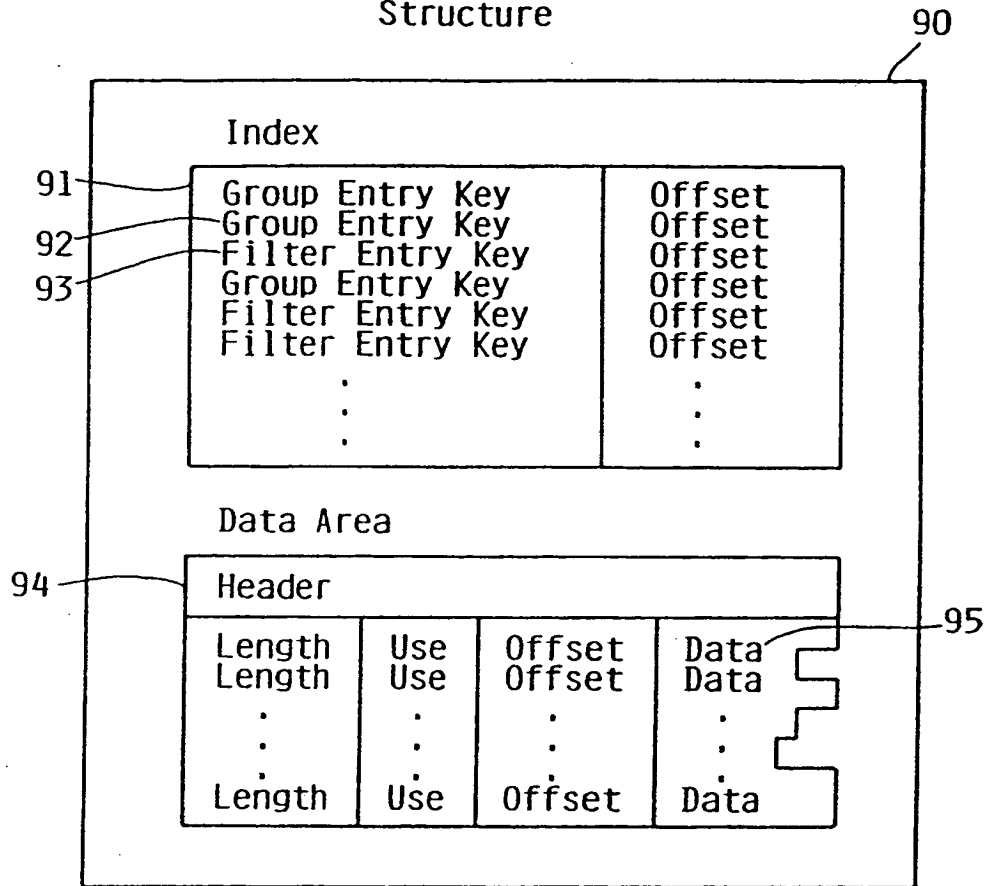 Structure
90
Index
91
Group Entry Key Offset
92
Group Entry Key Offset
93
Filter Entry Key Offset
Group Entry Key Offset
Filter Entry Key Offset
Filter Entry Key Offset
. .
. .
. .
Data Area
94
Header
95
Length Use Offset Data
Length Use Offset Data
. . . .
. . . .
. . . .
Length Use Offset Data